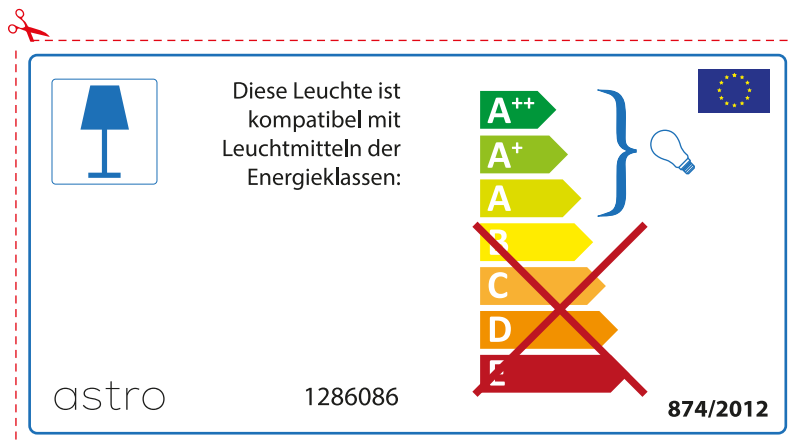 Diese Leuchte ist
kompatibel mit
Leuchtmitteln der
Energieklassen:
A++
A+
A
B
C
D
E
astro
1286086
874/2012